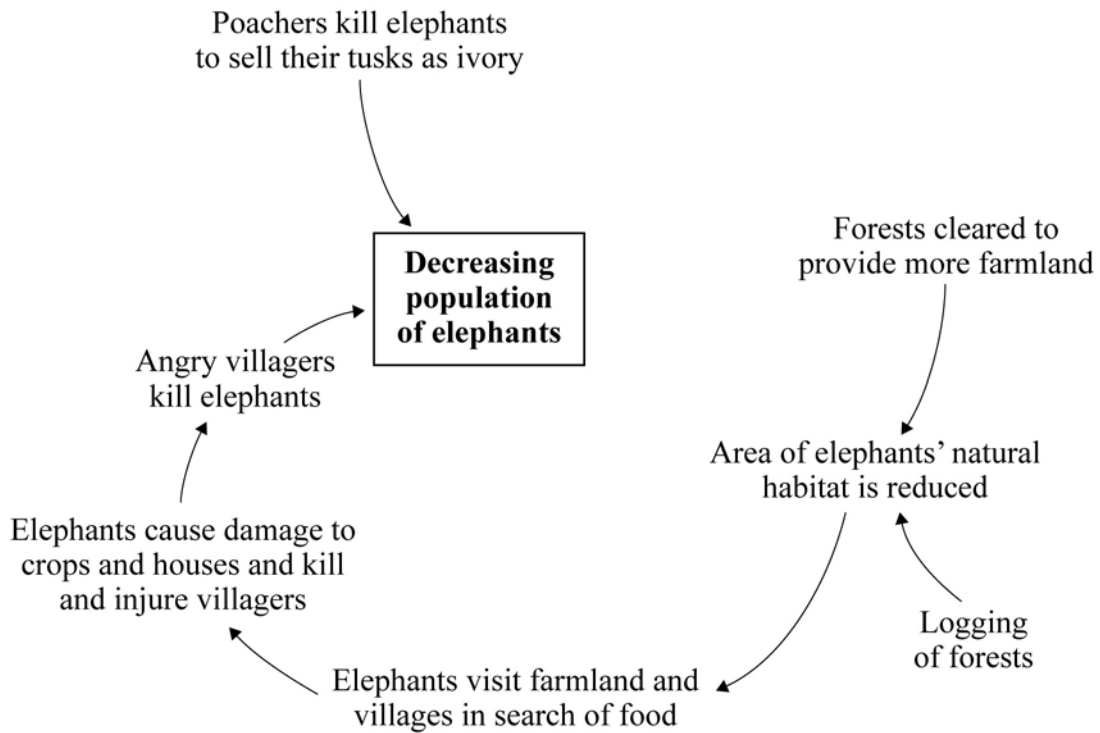 Poachers kill elephants
to sell their tusks as ivory
Decreasing
population
of elephants
Forests cleared to
provide more farmland
Angry villagers
kill elephants
Area of elephants’ natural
habitat is reduced
Elephants cause damage to
crops and houses and kill
and injure villagers
Logging
of forests
Elephants visit farmland and
villages in search of food